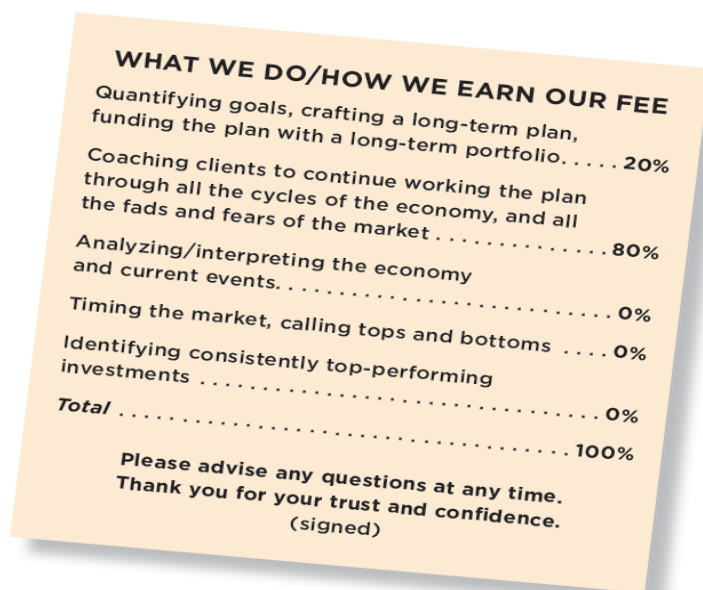 WHAT WE DO/HOW WE EARN OUR FEE
Quantifying goals, crafting a long-term plan,
funding the plan with a long-term portfolio. . . . . 20%
Coaching clients to continue working the plan
through all the cycles of the economy, and all
the fads and fears of the market . . . . . . . . . . . . . . 80%
Analyzing/interpreting the economy
and current events. . . . . . . . . . . . . . . . . . . . . . . . . . . 0%
Timing the market, calling tops and bottoms . . . . 0%
Identifying consistently top-performing
investments . . . . . . . . . . . . . . . . . . . . . . . . . . . . . . . . 0%
Total . . . . . . . . . . . . . . . . . . . . . . . . . . . . . . . . . . . . 100%
Please advise any questions at any time.
Thank you for your trust and confidence.
(signed)